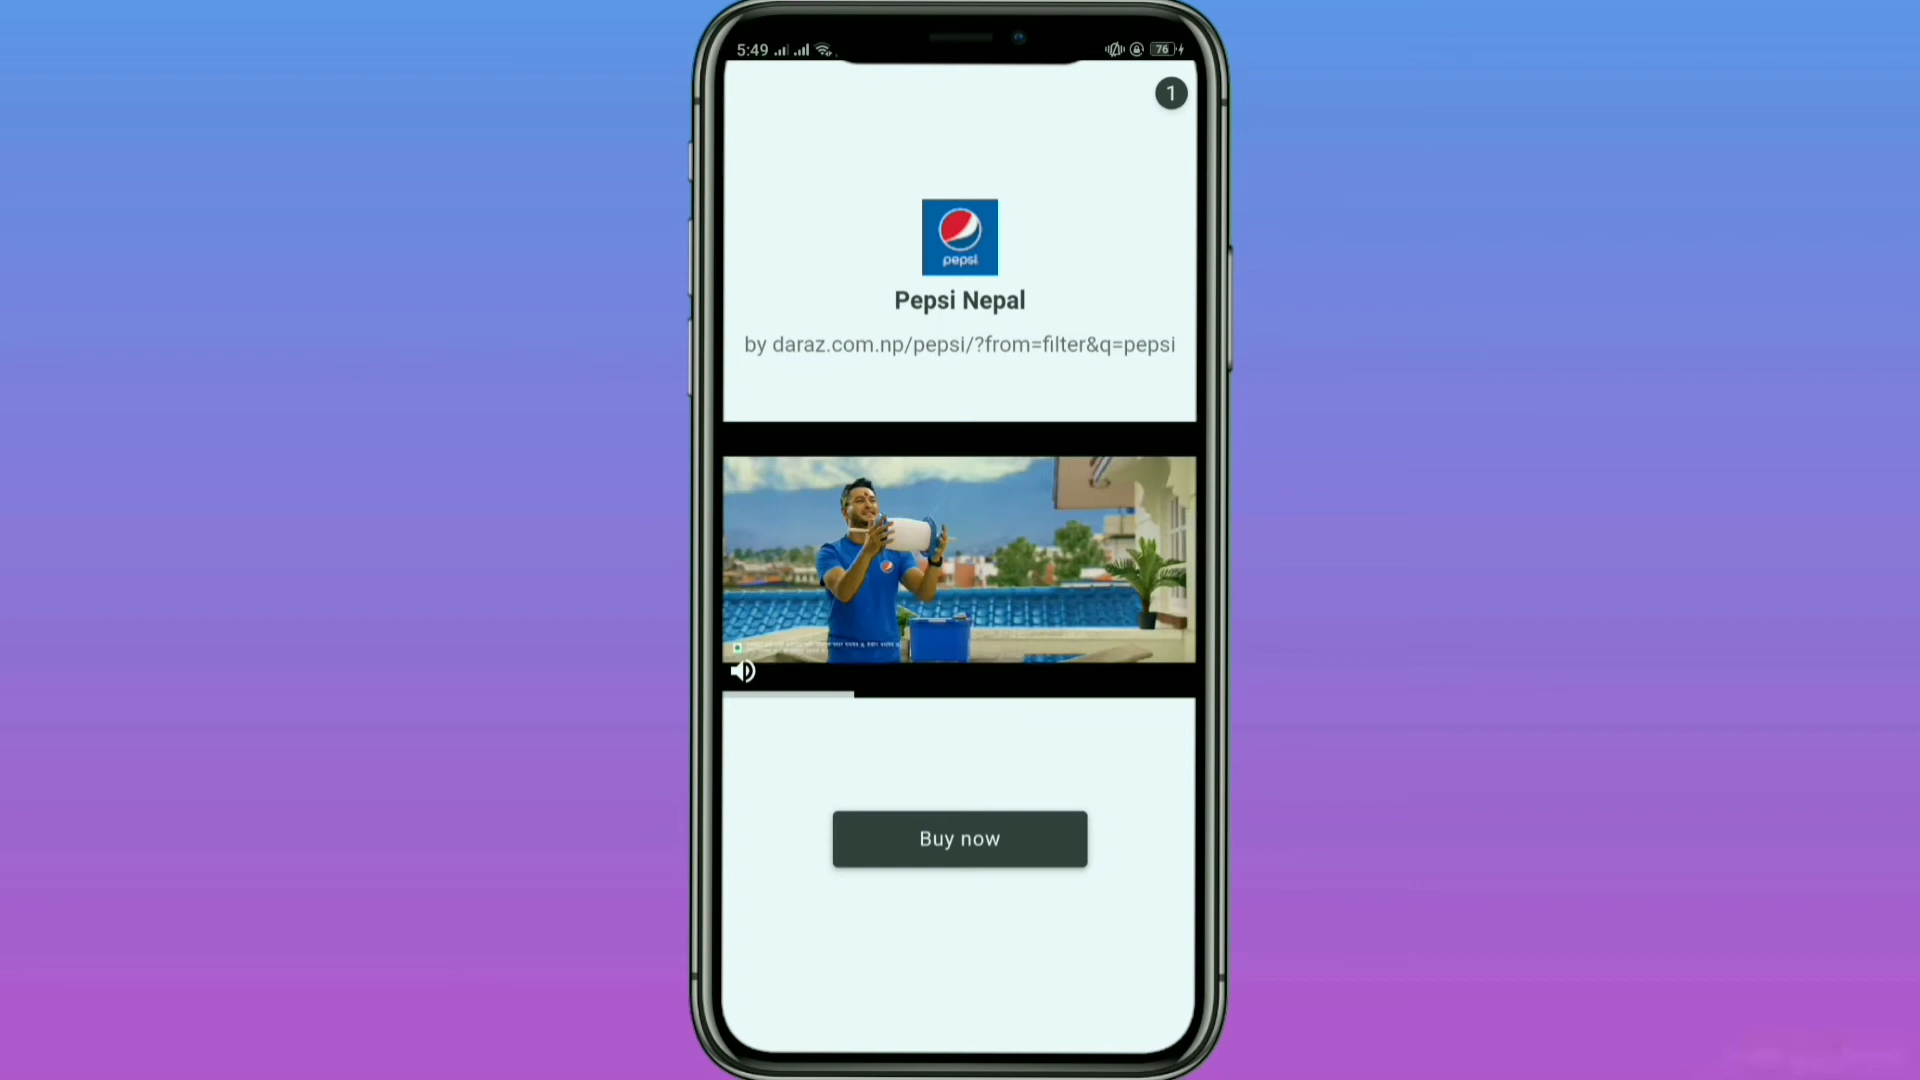 5:49
76
1
pepsi
Pepsi Nepal
by daraz.com.np/pepsi/?from=filter&q=pepsi
Buy now